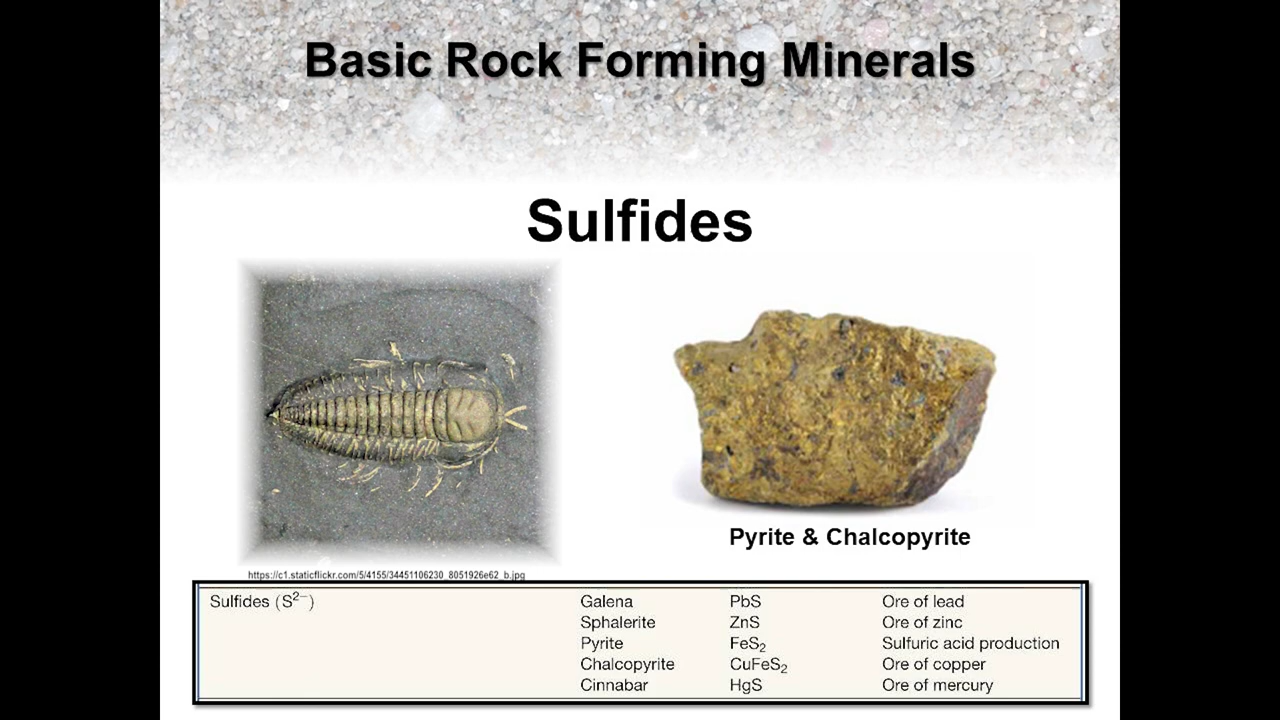 Basic Rock Forming Minerals
Sulfides
Pyrite & Chalcopyrite
https://c1.staticflickr.com/5/4155/34451106230_8051926e62_b.jpg
Sulfides (S²⁻) Galena PbS Ore of lead
Sphalerite ZnS Ore of zinc
Pyrite FeS₂ Sulfuric acid production
Chalcopyrite CuFeS₂ Ore of copper
Cinnabar HgS Ore of mercury